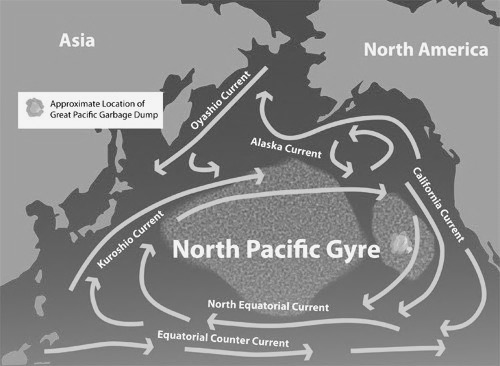 Asia
North America
Approximate Location of
Great Pacific Garbage Dump
Oyashio Current
Alaska Current
California Current
Kuroshio Current
North Pacific Gyre
North Equatorial Current
Equatorial Counter Current